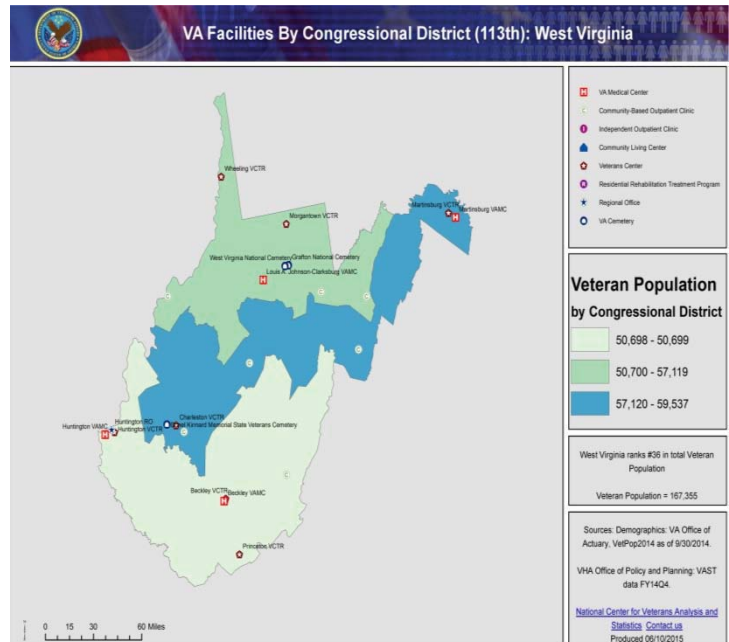 VA Facilities By Congressional District (113th): West Virginia
Wheeling VCTR
Morgantown VCTR
Martinsburg VCTR
Martinsburg VAMC
West Virginia National Cemetery
Grafton National Cemetery
Louis A. Johnson-Clarksburg VAMC
Charleston VCTR
Kinnard Memorial State Veterans Cemetery
Huntington VAMC
Huntington RO
Huntington VCTR
Beckley VCTR
Beckley VAMC
Princeton VCTR
0 15 30 60 Miles
H VA Medical Center
C Community-Based Outpatient Clinic
I Independent Outpatient Clinic
Community Living Center
Veterans Center
R Residential Rehabilitation Treatment Program
Regional Office
VA Cemetery
Veteran Population
by Congressional District
50,698 - 50,699
50,700 - 57,119
57,120 - 59,537
West Virginia ranks #36 in total Veteran
Population
Veteran Population = 167,355
Sources: Demographics: VA Office of
Actuary, VetPop2014 as of 9/30/2014.
VHA Office of Policy and Planning: VAST
data FY14Q4.
National Center for Veterans Analysis and
Statistics Contact us
Produced 06/10/2015